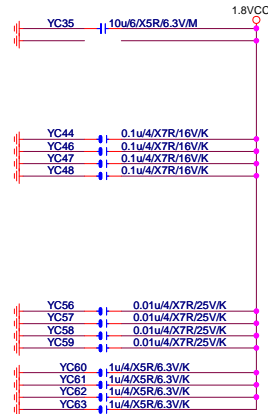 1.8VCC
YC35 10u/6/X5R/6.3V/M
YC44 0.1u/4/X7R/16V/K
YC46 0.1u/4/X7R/16V/K
YC47 0.1u/4/X7R/16V/K
YC48 0.1u/4/X7R/16V/K
YC56 0.01u/4/X7R/25V/K
YC57 0.01u/4/X7R/25V/K
YC58 0.01u/4/X7R/25V/K
YC59 0.01u/4/X7R/25V/K
YC60 1u/4/X5R/6.3V/K
YC61 1u/4/X5R/6.3V/K
YC62 1u/4/X5R/6.3V/K
YC63 1u/4/X5R/6.3V/K